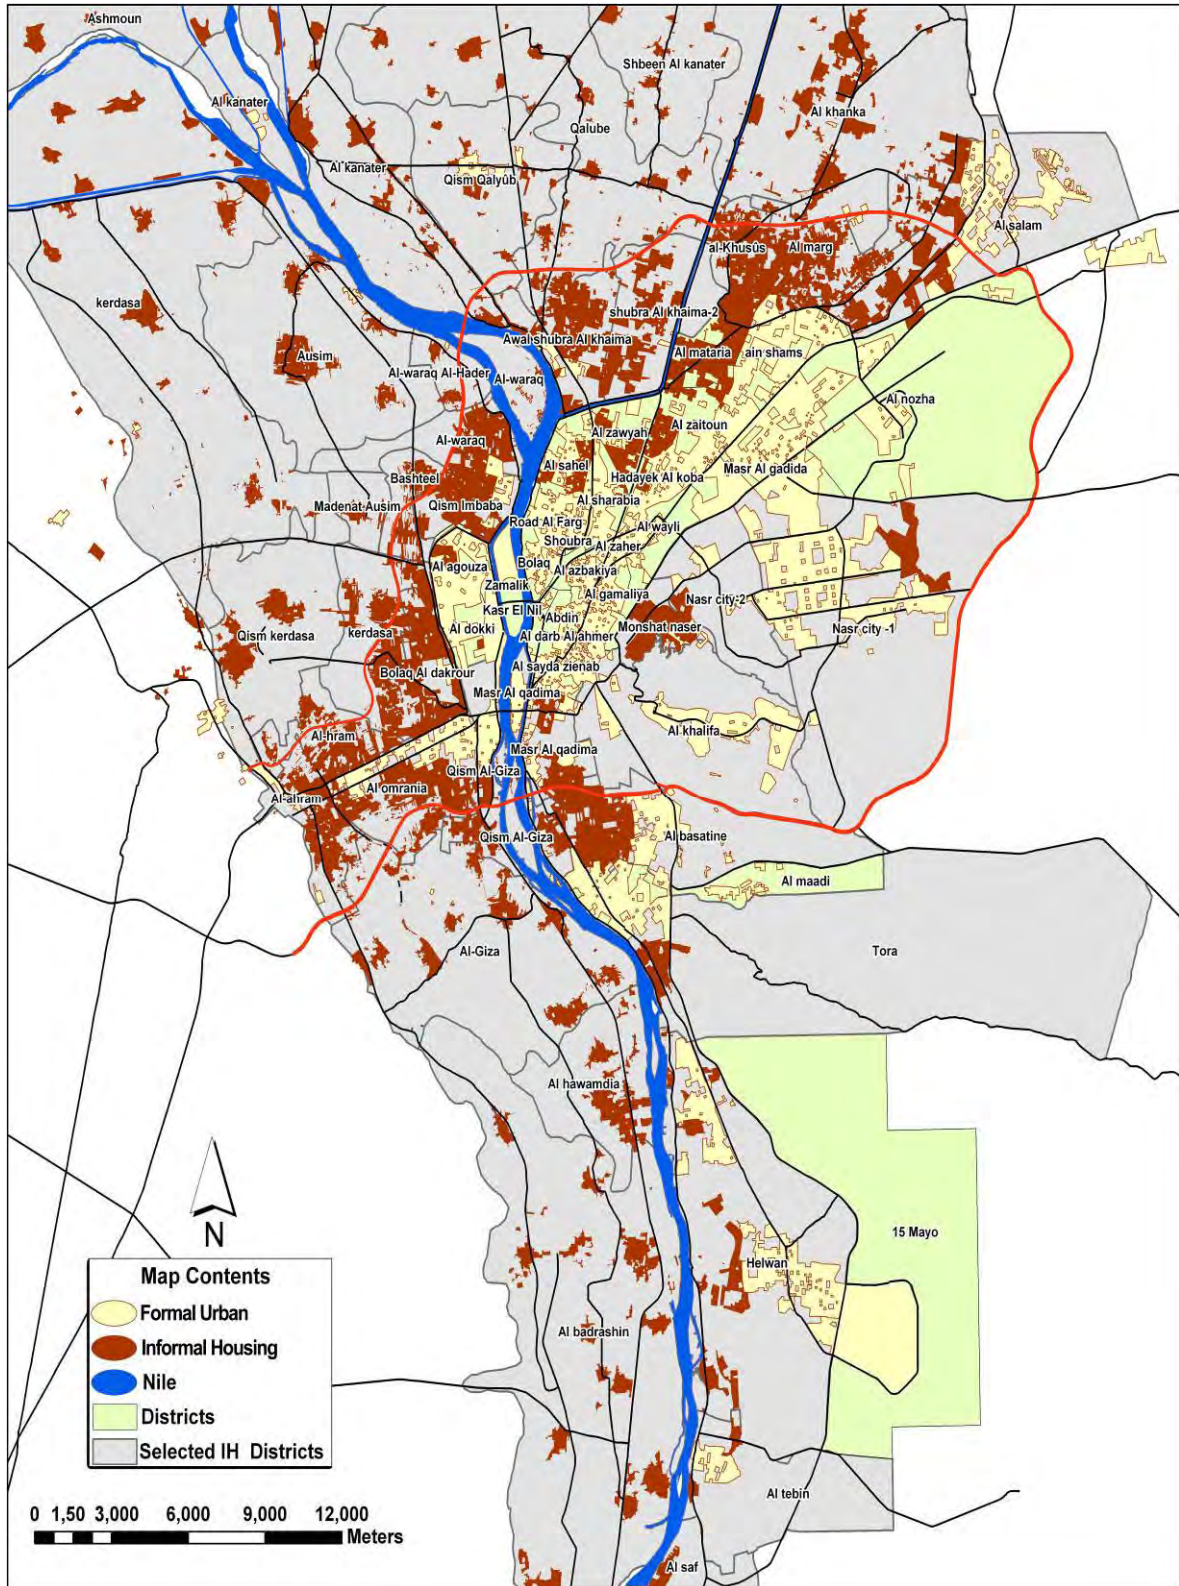 Ashmoun
Shbeen Al kanater
Al kanater
Al khanka
Qalube
Al kanater
Qism Qalyûb
Al salam
al-Khusûs
Al marg
kerdasa
shubra Al khaima-2
Awal shubra Al khaima
Ausim
Al mataria
ain shams
Al-waraq Al-Hader
Al-waraq
Al nozha
Al zaitoun
Al zawyah
Al-waraq
Al sahel
Masr Al gadida
Bashteel
Hadayek Al koba
Al sharabia
Madenat Ausim
Qism Imbaba
Road Al Farg
Al wayli
Shoubra
Al zaher
Al agouza
Bolaq
Al azbakiya
Zamalik
Al gamaliya
Nasr city-2
Kasr El Nil
Abdin
Al dokki
Monshat naser
Nasr city -1
Qism kerdasa
kerdasa
Al darb Al ahmer
Al sayda zienab
Bolaq Al dakrour
Masr Al qadima
Al khalifa
Al-hram
Masr Al qadima
Qism Al-Giza
Al omrania
Al-ahram
Qism Al-Giza
Al basatine
Al maadi
Al-Giza
Tora
Al hawamdia
15 Mayo
Helwan
Al badrashin
Al tebin
Al saf
N
Map Contents
Formal Urban
Informal Housing
Nile
Districts
Selected IH Districts
0 1,50 3,000 6,000 9,000 12,000
Meters